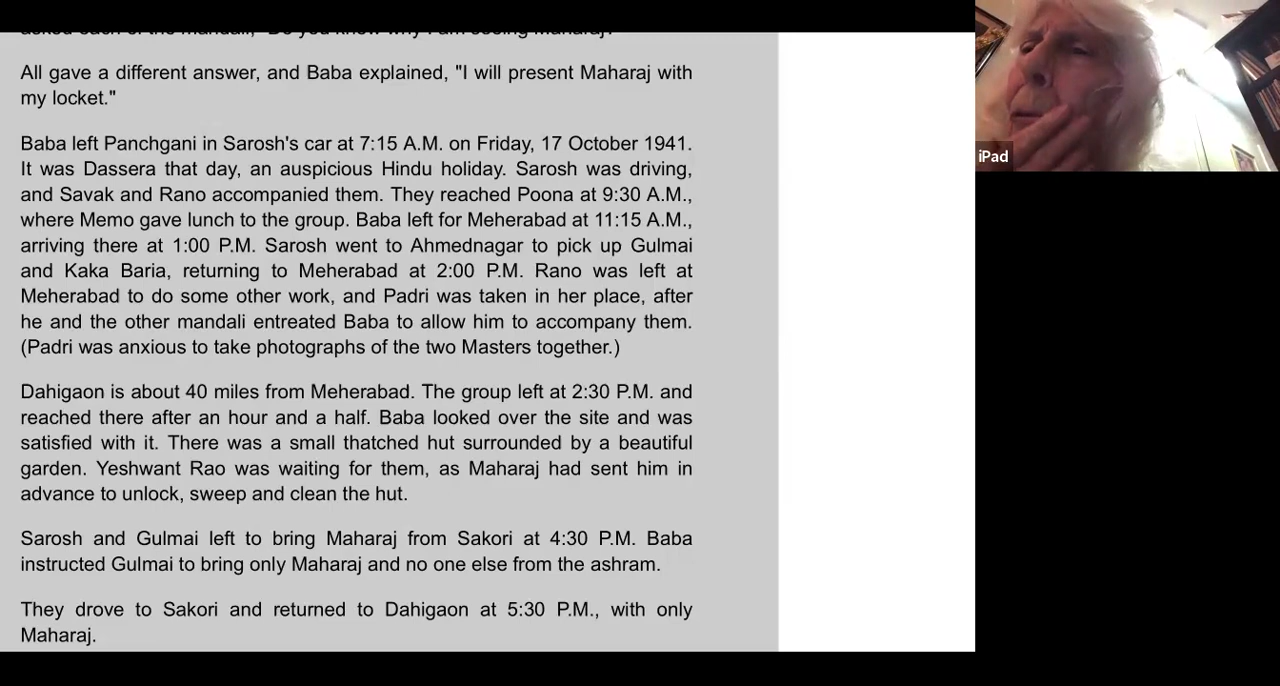 All gave a different answer, and Baba explained, "I will present Maharaj with
my locket."
Baba left Panchgani in Sarosh's car at 7:15 A.M. on Friday, 17 October 1941.
It was Dassera that day, an auspicious Hindu holiday. Sarosh was driving,
and Savak and Rano accompanied them. They reached Poona at 9:30 A.M.,
where Memo gave lunch to the group. Baba left for Meherabad at 11:15 A.M.,
arriving there at 1:00 P.M. Sarosh went to Ahmednagar to pick up Gulmai
and Kaka Baria, returning to Meherabad at 2:00 P.M. Rano was left at
Meherabad to do some other work, and Padri was taken in her place, after
he and the other mandali entreated Baba to allow him to accompany them.
(Padri was anxious to take photographs of the two Masters together.)
Dahigaon is about 40 miles from Meherabad. The group left at 2:30 P.M. and
reached there after an hour and a half. Baba looked over the site and was
satisfied with it. There was a small thatched hut surrounded by a beautiful
garden. Yeshwant Rao was waiting for them, as Maharaj had sent him in
advance to unlock, sweep and clean the hut.
Sarosh and Gulmai left to bring Maharaj from Sakori at 4:30 P.M. Baba
instructed Gulmai to bring only Maharaj and no one else from the ashram.
They drove to Sakori and returned to Dahigaon at 5:30 P.M., with only
Maharaj.
iPad